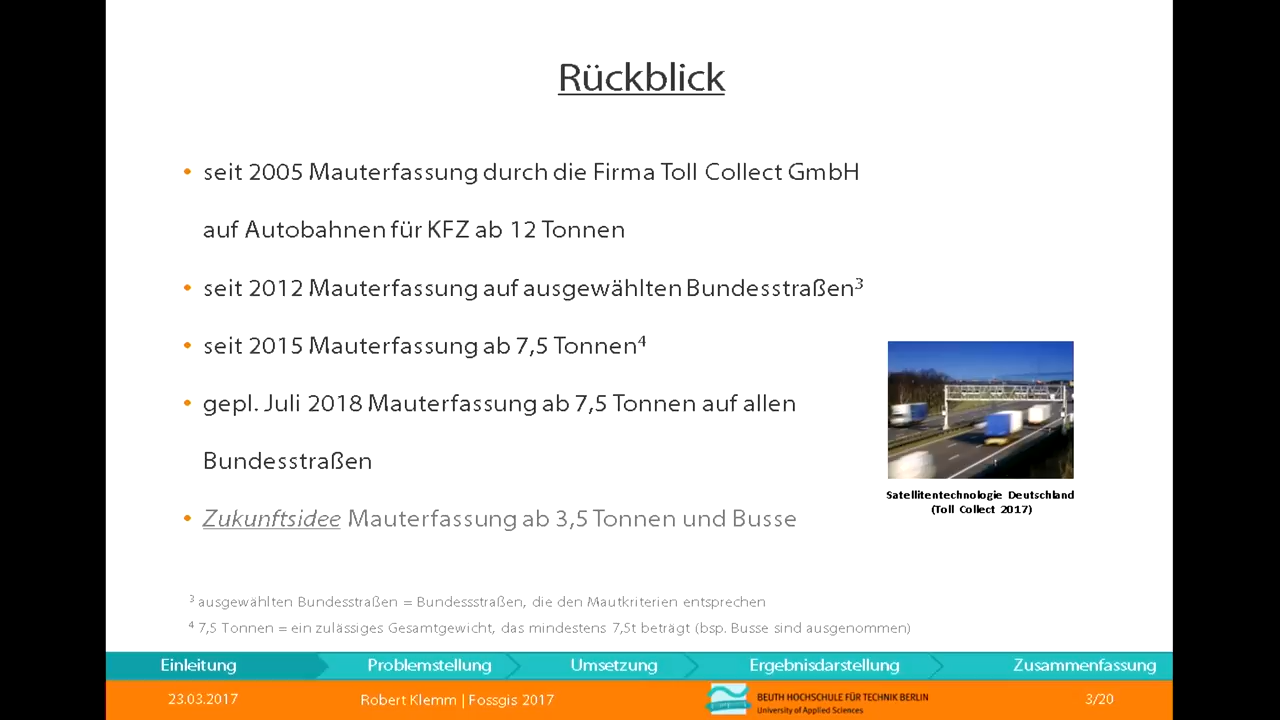 Rückblick
• seit 2005 Mauterfassung durch die Firma Toll Collect GmbH
auf Autobahnen für KFZ ab 12 Tonnen
• seit 2012 Mauterfassung auf ausgewählten Bundesstraßen³
• seit 2015 Mauterfassung ab 7,5 Tonnen⁴
• gepl. Juli 2018 Mauterfassung ab 7,5 Tonnen auf allen
Bundesstraßen
• Zukunftsidee Mauterfassung ab 3,5 Tonnen und Busse
Satellitentechnologie Deutschland
(Toll Collect 2017)
³ ausgewählten Bundesstraßen = Bundessstraßen, die den Mautkriterien entsprechen
⁴ 7,5 Tonnen = ein zulässiges Gesamtgewicht, das mindestens 7,5t beträgt (bsp. Busse sind ausgenommen)
Einleitung Problemstellung Umsetzung Ergebnisdarstellung Zusammenfassung
23.03.2017 Robert Klemm | Fossgis 2017 BEUTH HOCHSCHULE FÜR TECHNIK BERLIN 3/20
University of Applied Sciences